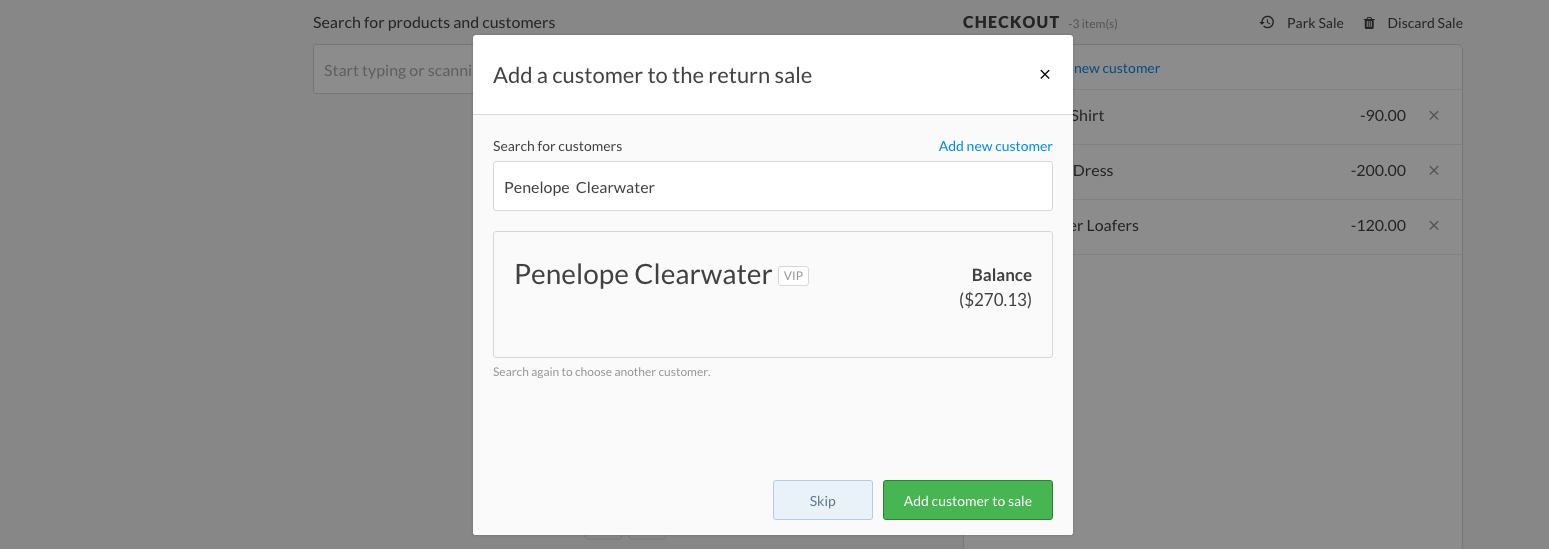 Search for products and customers
CHECKOUT -3 item(s) Park Sale Discard Sale
Start typing or scanni
new customer
Shirt -90.00
Dress -200.00
er Loafers -120.00
Add a customer to the return sale
Search for customers Add new customer
Penelope  Clearwater
Penelope Clearwater VIP Balance
($270.13)
Search again to choose another customer.
Skip Add customer to sale